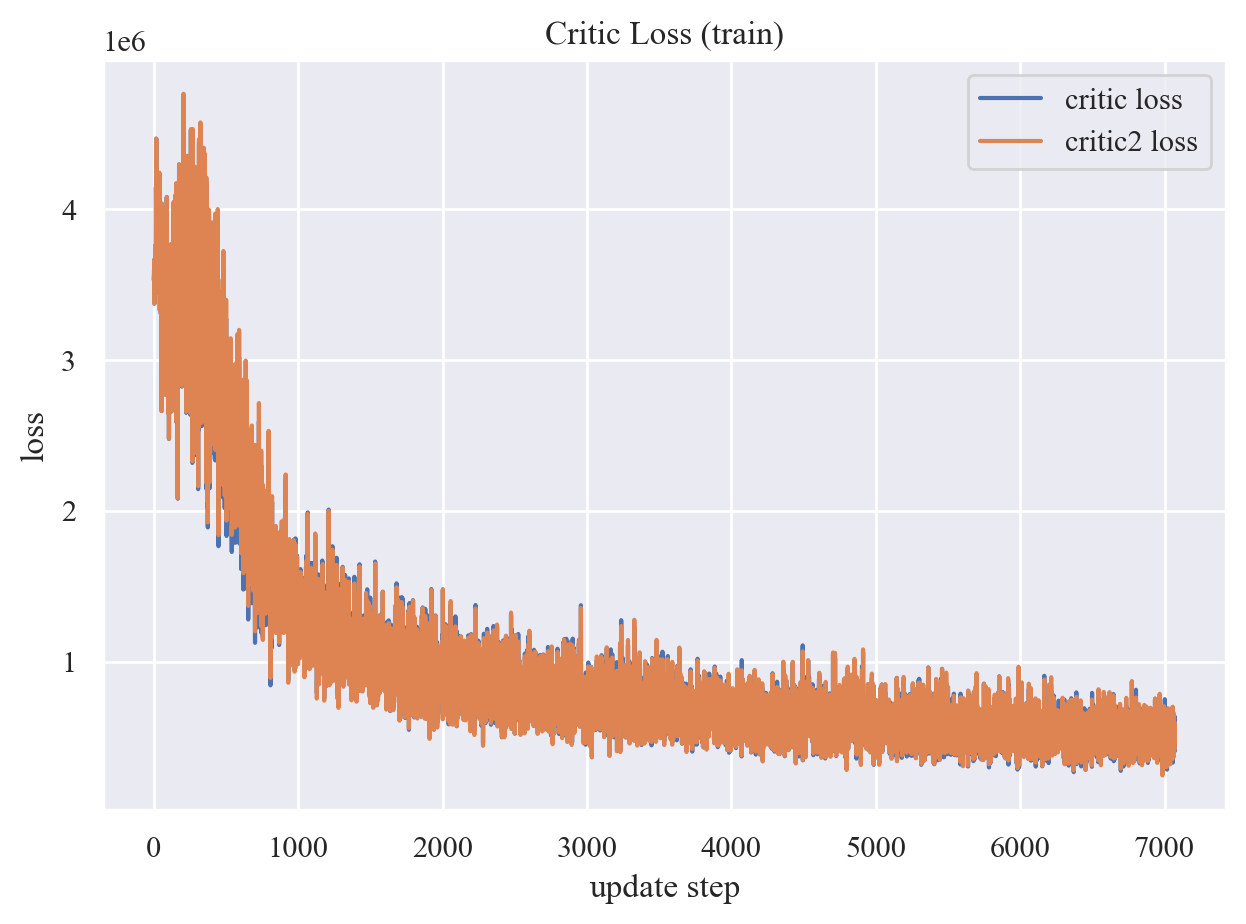 Critic Loss (train)
1e6
critic loss
critic2 loss
4
3
2
1
loss
0 1000 2000 3000 4000 5000 6000 7000
update step